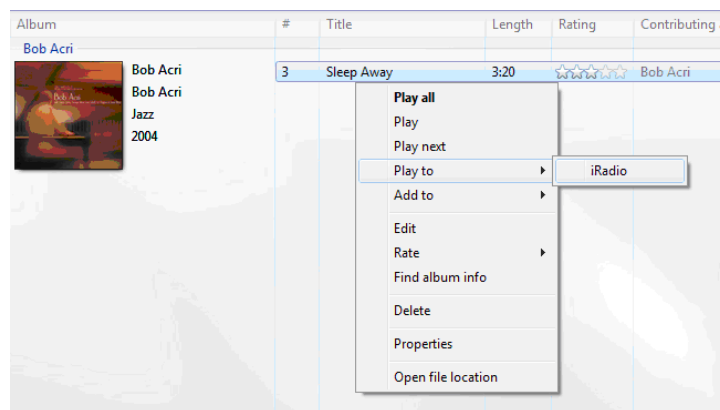 Album # Title Length Rating Contributing
Bob Acri
Bob Acri 3 Sleep Away 3:20 Bob Acri
Bob Acri
Jazz
2004
Play all
Play
Play next
Play to iRadio
Add to
Edit
Rate
Find album info
Delete
Properties
Open file location